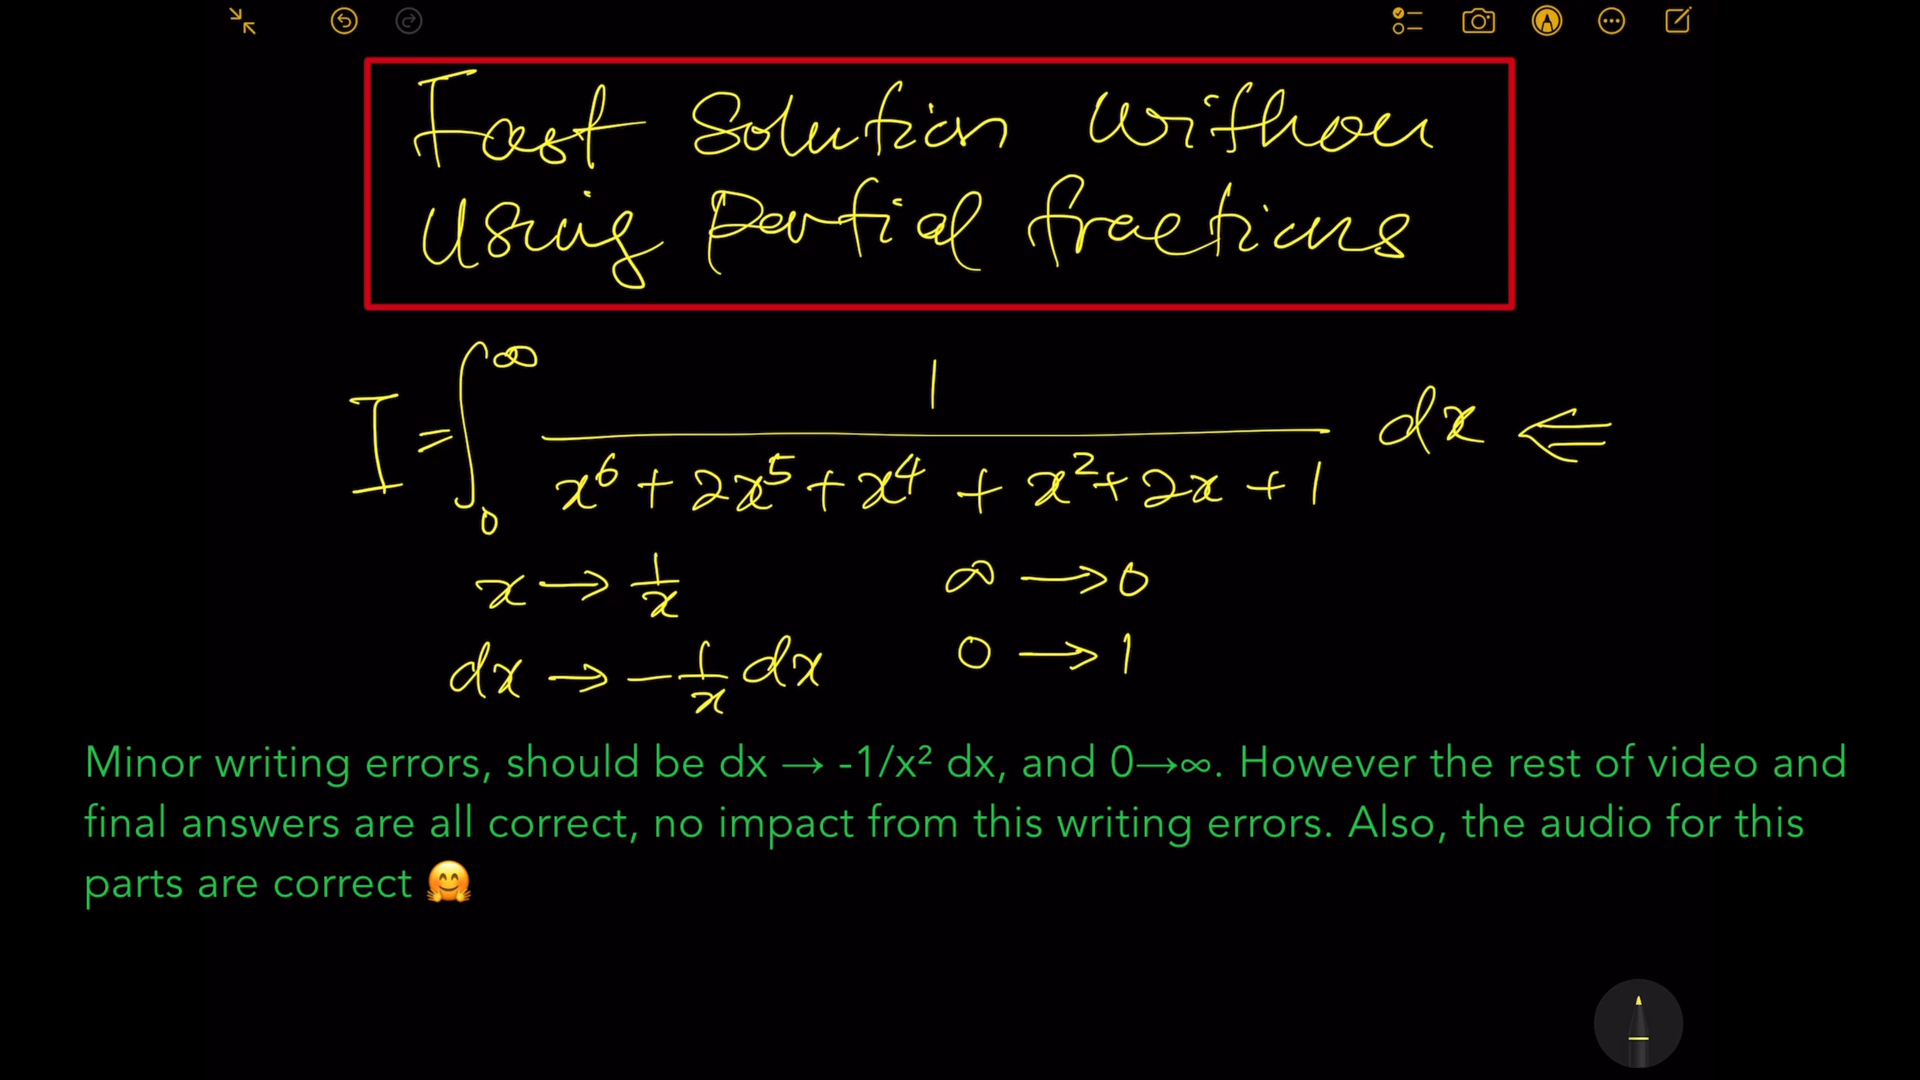 Fast Solution Withou
Using Partial fractions
I = ∫₀^∞ 1 / (x⁶ + 2x⁵ + x⁴ + x² + 2x + 1) dx ⇐
x → 1/x    ∞ → 0
dx → -1/x dx    0 → 1
Minor writing errors, should be dx → -1/x² dx, and 0→∞. However the rest of video and
final answers are all correct, no impact from this writing errors. Also, the audio for this
parts are correct 🤗